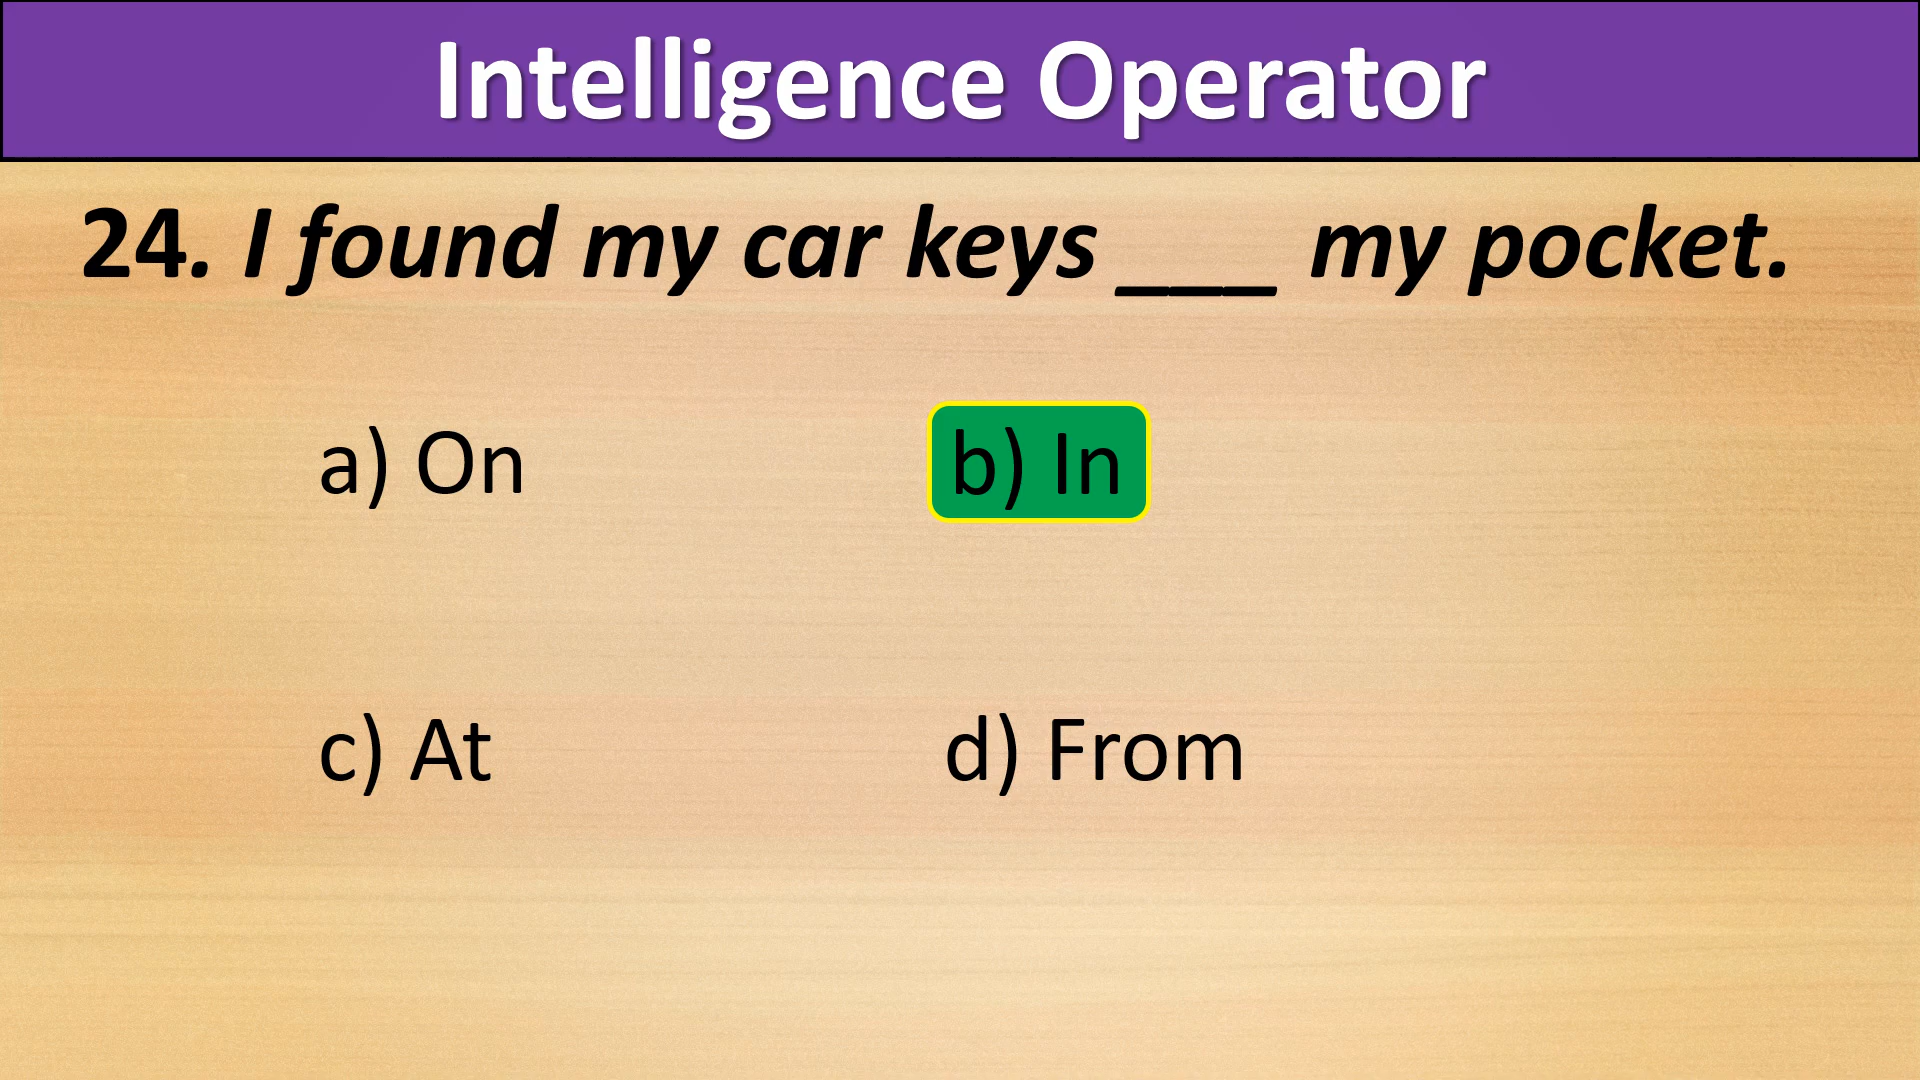 Intelligence Operator
24. I found my car keys ___ my pocket.
a) On
b) In
c) At
d) From